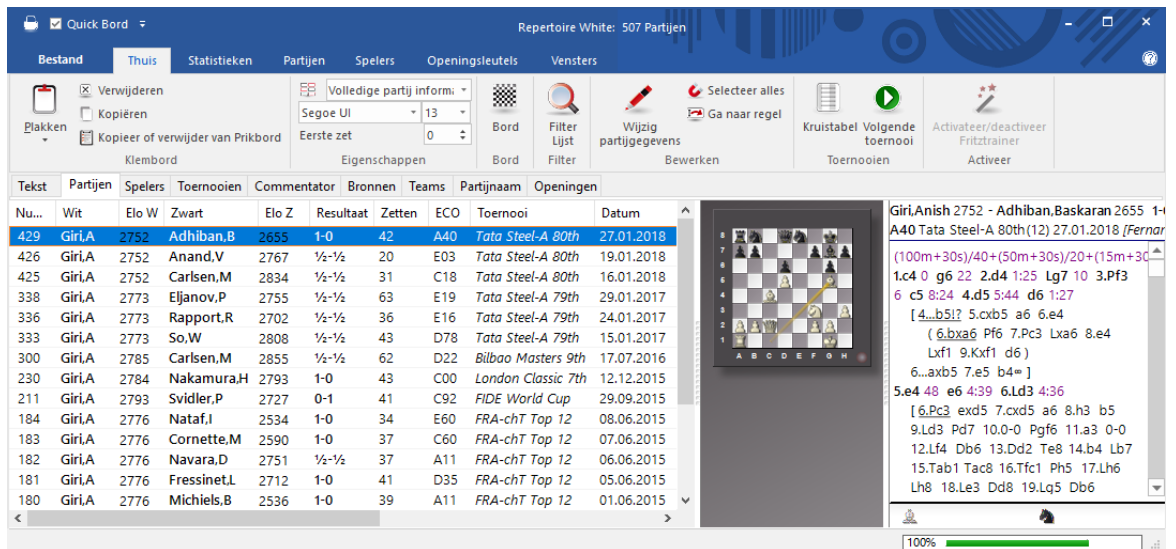 Quick Bord
Repertoire White: 507 Partijen
Bestand Thuis Statistieken Partijen Spelers Openingsleutels Vensters
Plakken
Verwijderen
Kopiëren
Kopieer of verwijder van Prikbord
Klembord
Volledige partij inform
Segoe UI 13
Eerste zet 0
Eigenschappen
Bord
Bord
Filter
Lijst
Filter
Wijzig
partijgegevens
Selecteer alles
Ga naar regel
Bewerken
Kruistabel
Volgende
toernooi
Toernooien
Activateer/deactiveer
Fritztrainer
Activeer
Tekst Partijen Spelers Toernooien Commentator Bronnen Teams Partijnaam Openingen
Nu... Wit Elo W Zwart Elo Z Resultaat Zetten ECO Toernooi Datum
429 Giri,A 2752 Adhiban,B 2655 1-0 42 A40 Tata Steel-A 80th 27.01.2018
426 Giri,A 2752 Anand,V 2767 ½-½ 20 E03 Tata Steel-A 80th 19.01.2018
425 Giri,A 2752 Carlsen,M 2834 ½-½ 31 C18 Tata Steel-A 80th 16.01.2018
338 Giri,A 2773 Eljanov,P 2755 ½-½ 63 E19 Tata Steel-A 79th 29.01.2017
336 Giri,A 2773 Rapport,R 2702 ½-½ 36 E16 Tata Steel-A 79th 24.01.2017
333 Giri,A 2773 So,W 2808 ½-½ 43 D78 Tata Steel-A 79th 15.01.2017
300 Giri,A 2785 Carlsen,M 2855 ½-½ 62 D22 Bilbao Masters 9th 17.07.2016
230 Giri,A 2784 Nakamura,H 2793 1-0 43 C00 London Classic 7th 12.12.2015
211 Giri,A 2793 Svidler,P 2727 0-1 41 C92 FIDE World Cup 29.09.2015
184 Giri,A 2776 Nataf,I 2534 1-0 34 E60 FRA-chT Top 12 08.06.2015
183 Giri,A 2776 Cornette,M 2590 1-0 37 C60 FRA-chT Top 12 07.06.2015
182 Giri,A 2776 Navara,D 2751 ½-½ 37 A11 FRA-chT Top 12 06.06.2015
181 Giri,A 2776 Fressinet,L 2712 1-0 41 D35 FRA-chT Top 12 05.06.2015
180 Giri,A 2776 Michiels,B 2536 1-0 39 A11 FRA-chT Top 12 01.06.2015
8
7
6
5
4
3
2
1
A B C D E F G H
Giri,Anish 2752 - Adhiban,Baskaran 2655 1-
A40 Tata Steel-A 80th(12) 27.01.2018 [Fernar
(100m+30s)/40+(50m+30s)/20+(15m+30
1.c4 0 g6 22 2.d4 1:25 Lg7 10 3.Pf3
6 c5 8:24 4.d5 5:44 d6 1:27
[ 4...b5!? 5.cxb5 a6 6.e4
( 6.bxa6 Pf6 7.Pc3 Lxa6 8.e4
Lxf1 9.Kxf1 d6 )
6...axb5 7.e5 b4∞ ]
5.e4 48 e6 4:39 6.Ld3 4:36
[ 6.Pc3 exd5 7.cxd5 a6 8.h3 b5
9.Ld3 Pd7 10.0-0 Pgf6 11.a3 0-0
12.Lf4 Db6 13.Dd2 Te8 14.b4 Lb7
15.Tab1 Tac8 16.Tfc1 Ph5 17.Lh6
Lh8 18.Le3 Dd8 19.Lg5 Db6
100%